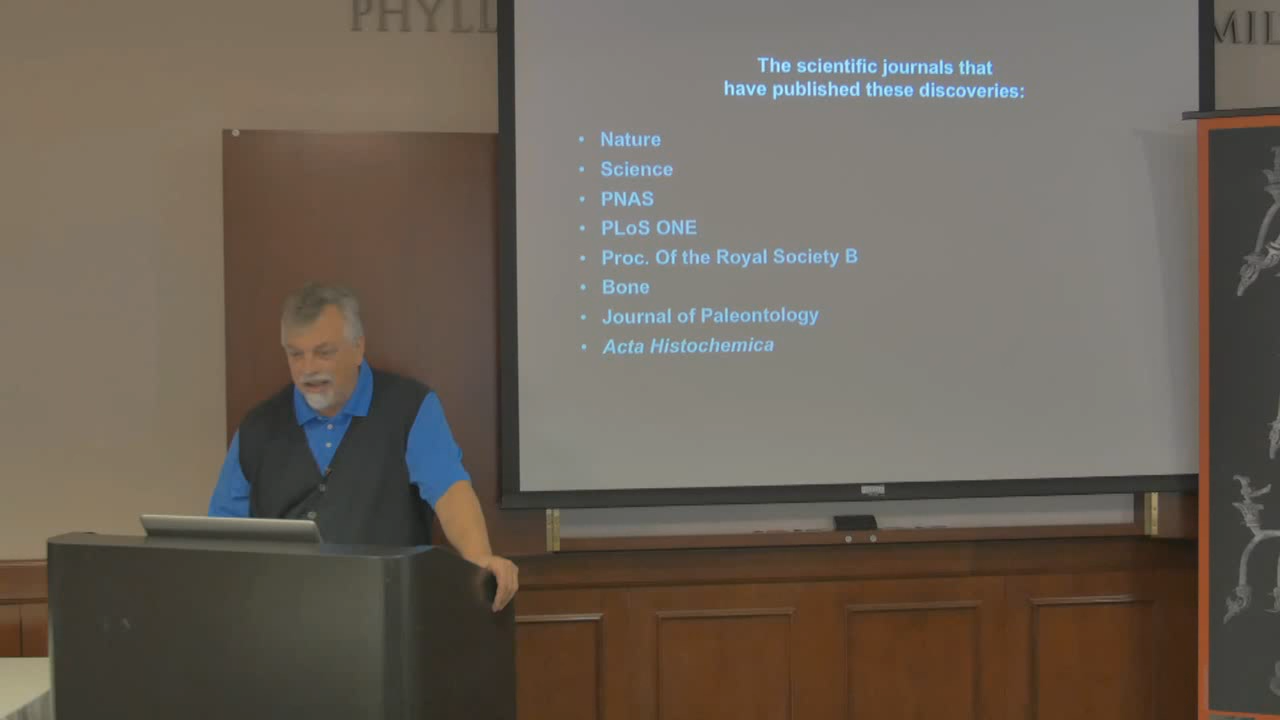 PHYLL
MIL
The scientific journals that
have published these discoveries:
• Nature
• Science
• PNAS
• PLoS ONE
• Proc. Of the Royal Society B
• Bone
• Journal of Paleontology
• Acta Histochemica